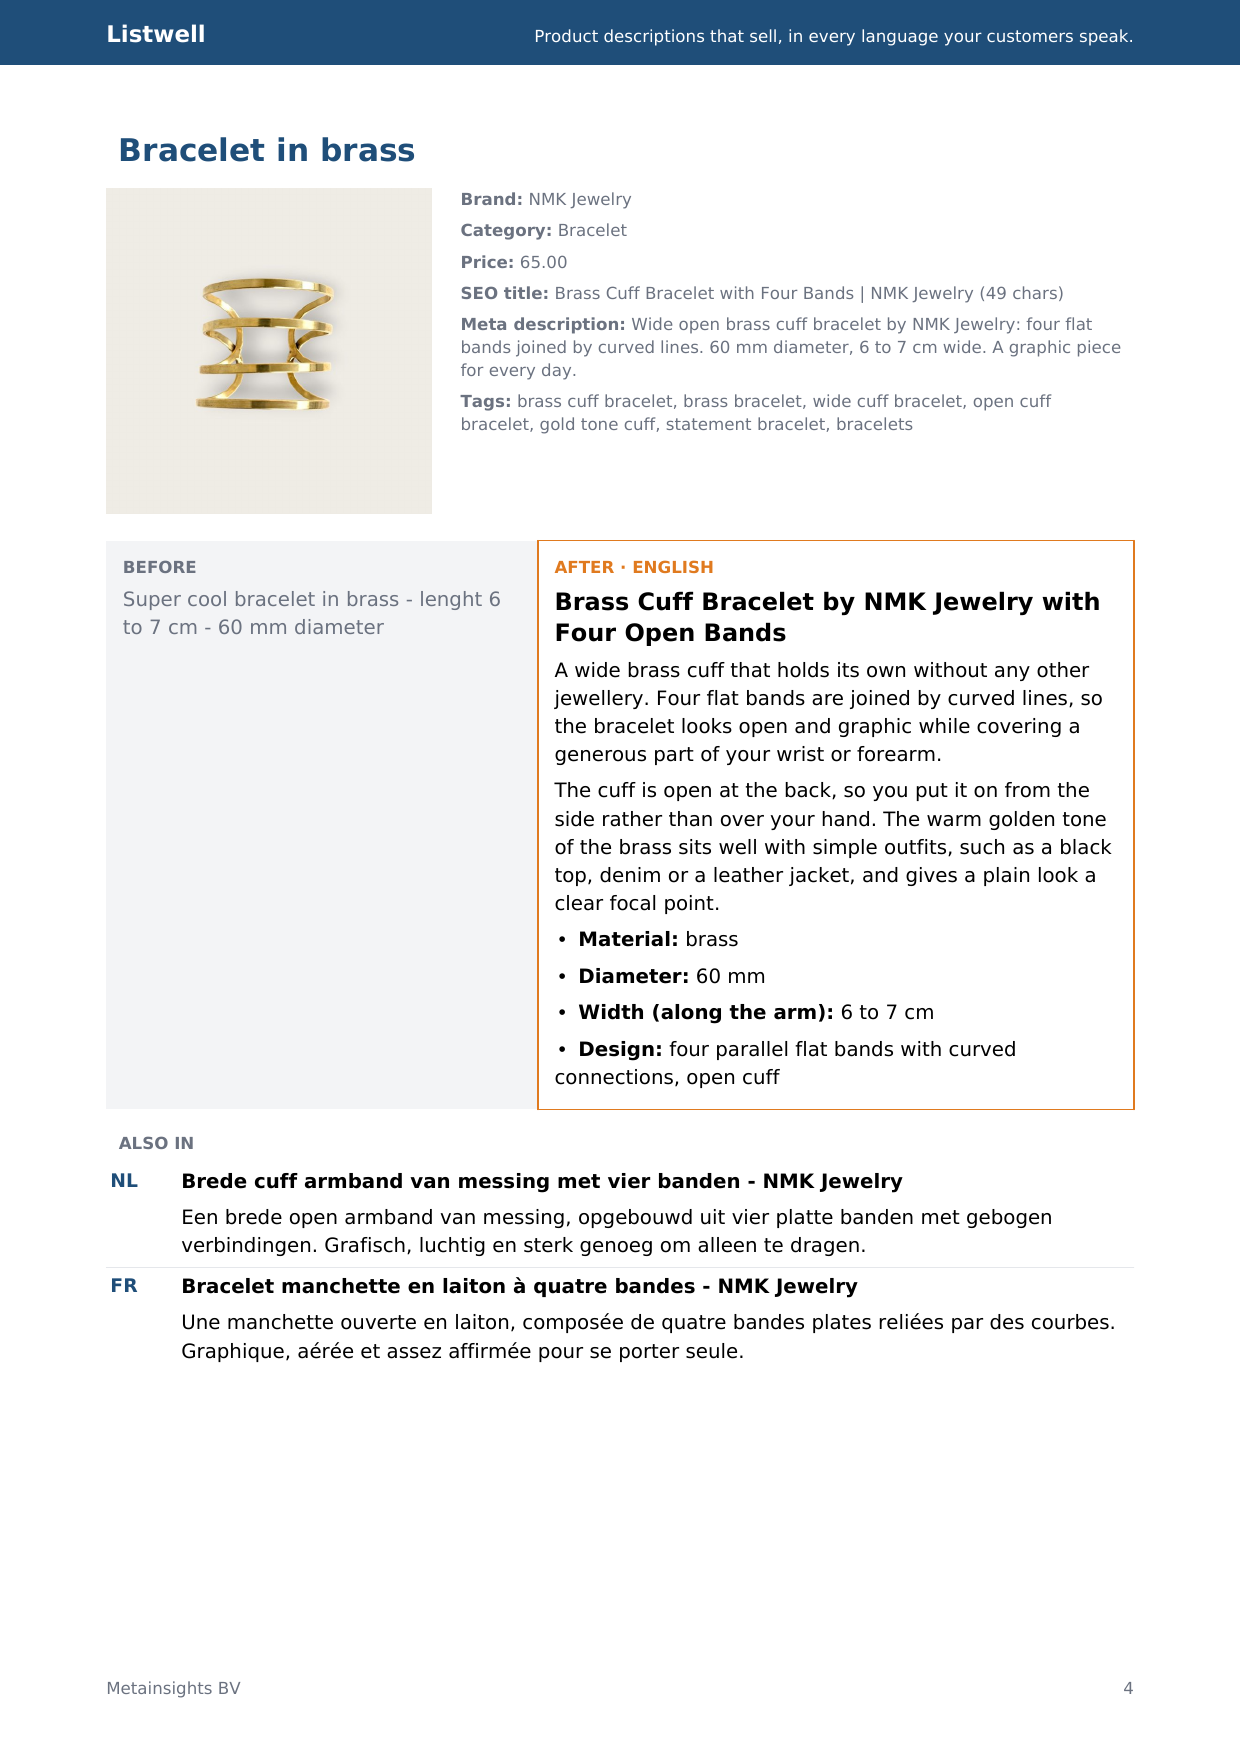 Listwell
Product descriptions that sell, in every language your customers speak.
Bracelet in brass
Brand: NMK Jewelry
Category: Bracelet
Price: 65.00
SEO title: Brass Cuff Bracelet with Four Bands | NMK Jewelry (49 chars)
Meta description: Wide open brass cuff bracelet by NMK Jewelry: four flat
bands joined by curved lines. 60 mm diameter, 6 to 7 cm wide. A graphic piece
for every day.
Tags: brass cuff bracelet, brass bracelet, wide cuff bracelet, open cuff
bracelet, gold tone cuff, statement bracelet, bracelets
BEFORE
Super cool bracelet in brass - lenght 6
to 7 cm - 60 mm diameter
AFTER · ENGLISH
Brass Cuff Bracelet by NMK Jewelry with
Four Open Bands
A wide brass cuff that holds its own without any other
jewellery. Four flat bands are joined by curved lines, so
the bracelet looks open and graphic while covering a
generous part of your wrist or forearm.
The cuff is open at the back, so you put it on from the
side rather than over your hand. The warm golden tone
of the brass sits well with simple outfits, such as a black
top, denim or a leather jacket, and gives a plain look a
clear focal point.
• Material: brass
• Diameter: 60 mm
• Width (along the arm): 6 to 7 cm
• Design: four parallel flat bands with curved
connections, open cuff
ALSO IN
NL
Brede cuff armband van messing met vier banden - NMK Jewelry
Een brede open armband van messing, opgebouwd uit vier platte banden met gebogen
verbindingen. Grafisch, luchtig en sterk genoeg om alleen te dragen.
FR
Bracelet manchette en laiton à quatre bandes - NMK Jewelry
Une manchette ouverte en laiton, composée de quatre bandes plates reliées par des courbes.
Graphique, aérée et assez affirmée pour se porter seule.
Metainsights BV
4